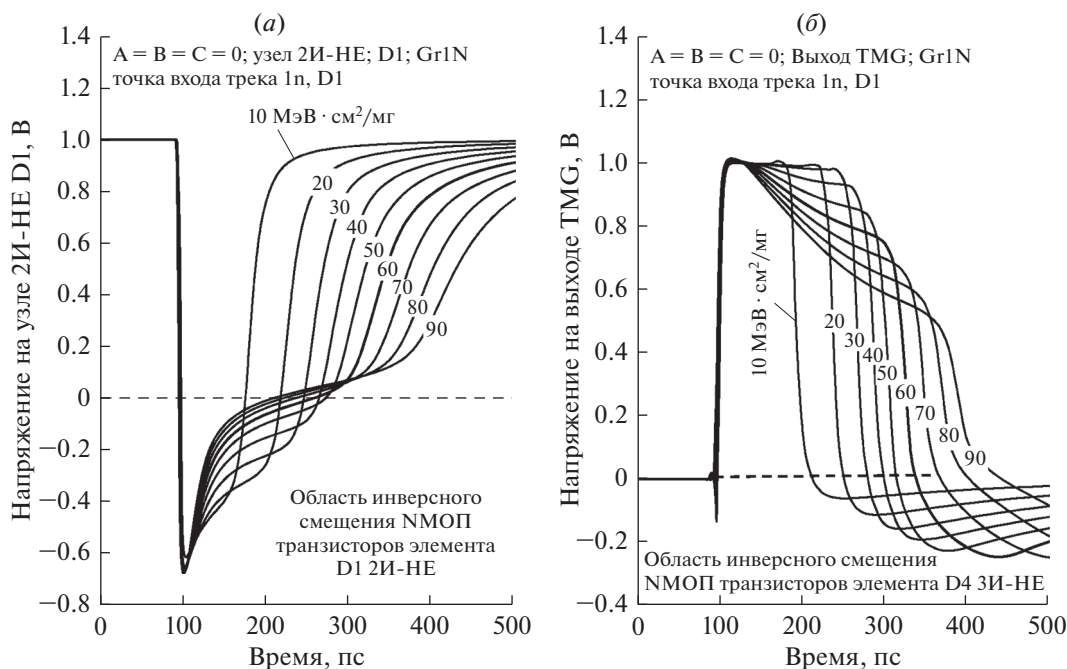 (а)
1.4
A = B = C = 0; узел 2И-НЕ; D1; Gr1N
точка входа трека 1n, D1
1.2
10 МэВ · см²/мг
1.0
0.8
20
30
0.6
40
50
0.4
60
70
0.2
80
90
0
−0.2
−0.4
Область инверсного
смещения NМОП
транзисторов элемента
D1 2И-НЕ
−0.6
−0.8
0
100
200
300
400
500
Время, пс
Напряжение на узле 2И-НЕ D1, В
(б)
1.4
A = B = C = 0; Выход TMG; Gr1N
точка входа трека 1n, D1
1.2
1.0
0.8
0.6
10 МэВ · см²/мг
20
30
0.4
40
50
60
0.2
70
80
90
0
−0.2
Область инверсного смещения
NМОП транзисторов элемента D4 3И-НЕ
−0.4
0
100
200
300
400
500
Время, пс
Напряжение на выходе TMG, В